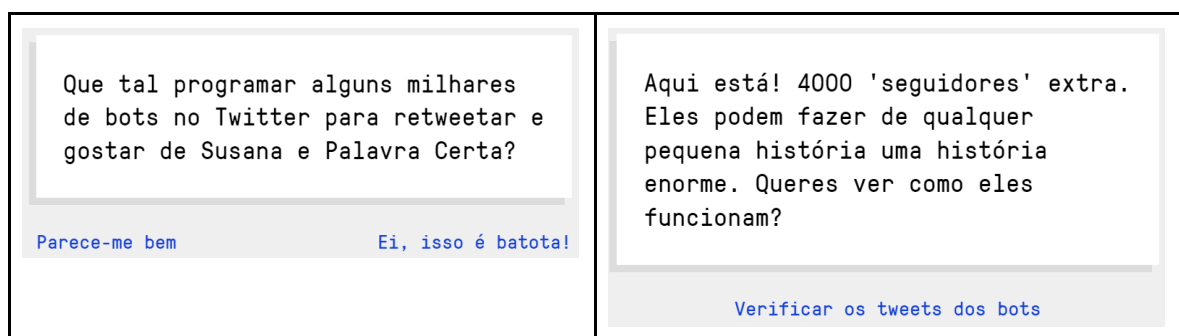 Que tal programar alguns milhares
de bots no Twitter para retweetar e
gostar de Susana e Palavra Certa?
Parece-me bem
Ei, isso é batota!
Aqui está! 4000 'seguidores' extra.
Eles podem fazer de qualquer
pequena história uma história
enorme. Queres ver como eles
funcionam?
Verificar os tweets dos bots